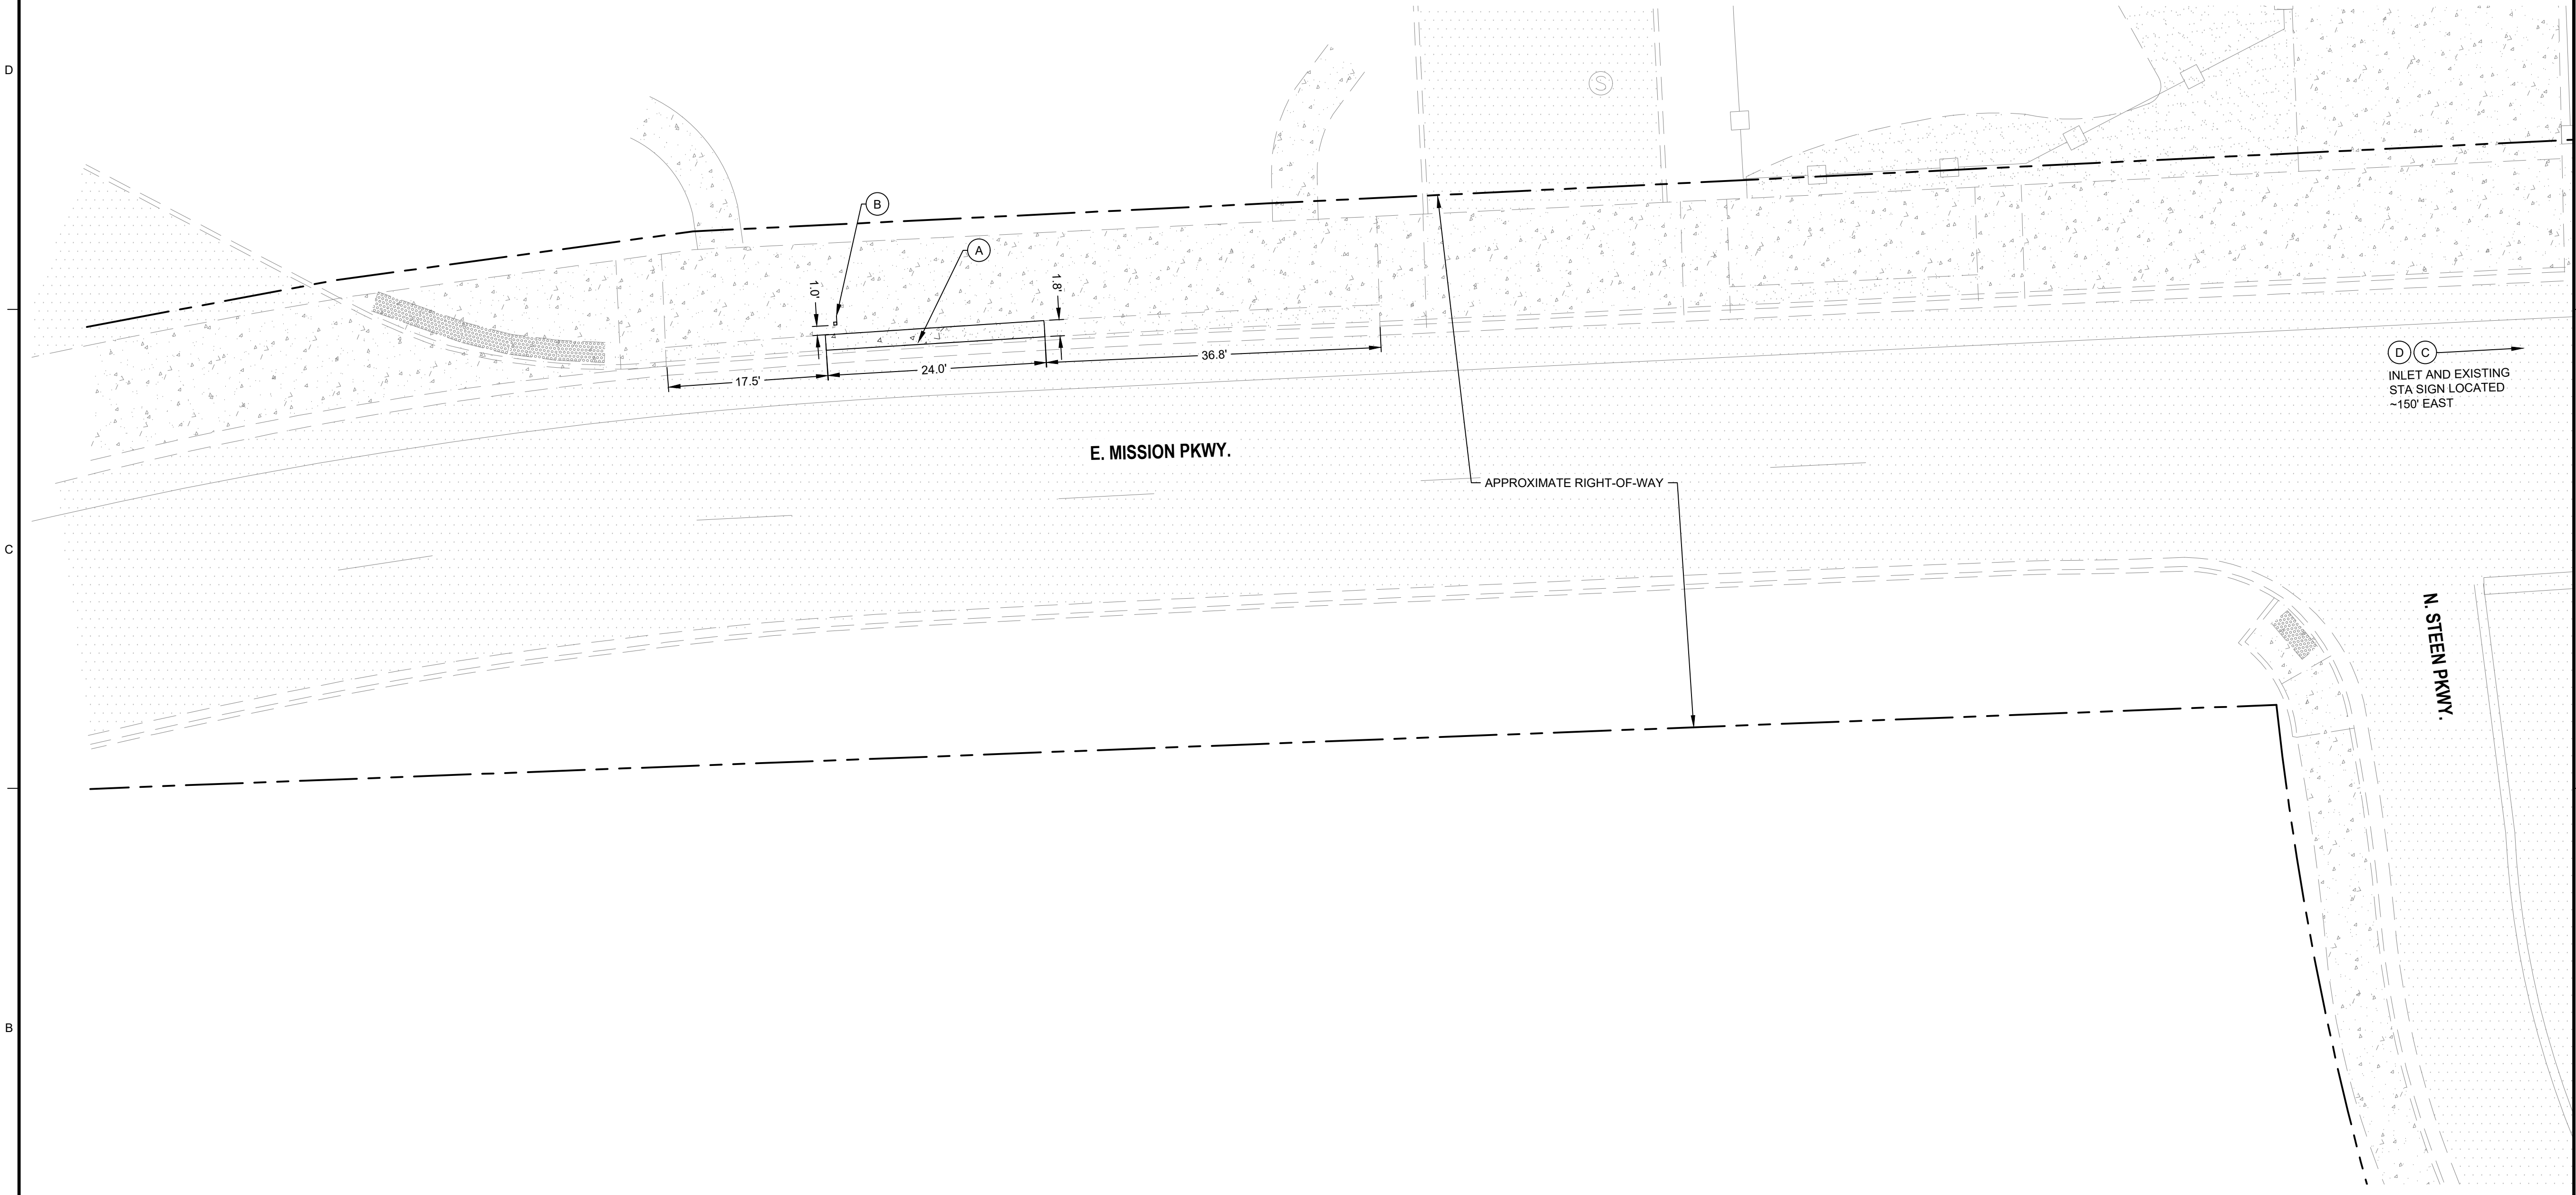 D
S
B
A
1.0'
1.8'
17.5'
24.0'
36.8'
D C
INLET AND EXISTING
STA SIGN LOCATED
~150' EAST
E. MISSION PKWY.
APPROXIMATE RIGHT-OF-WAY
C
N. STEEN PKWY.
B